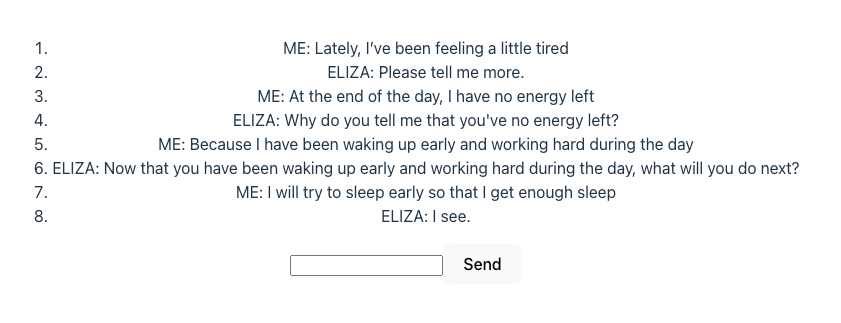 1. ME: Lately, I’ve been feeling a little tired
2. ELIZA: Please tell me more.
3. ME: At the end of the day, I have no energy left
4. ELIZA: Why do you tell me that you've no energy left?
5. ME: Because I have been waking up early and working hard during the day
6. ELIZA: Now that you have been waking up early and working hard during the day, what will you do next?
7. ME: I will try to sleep early so that I get enough sleep
8. ELIZA: I see.
Send